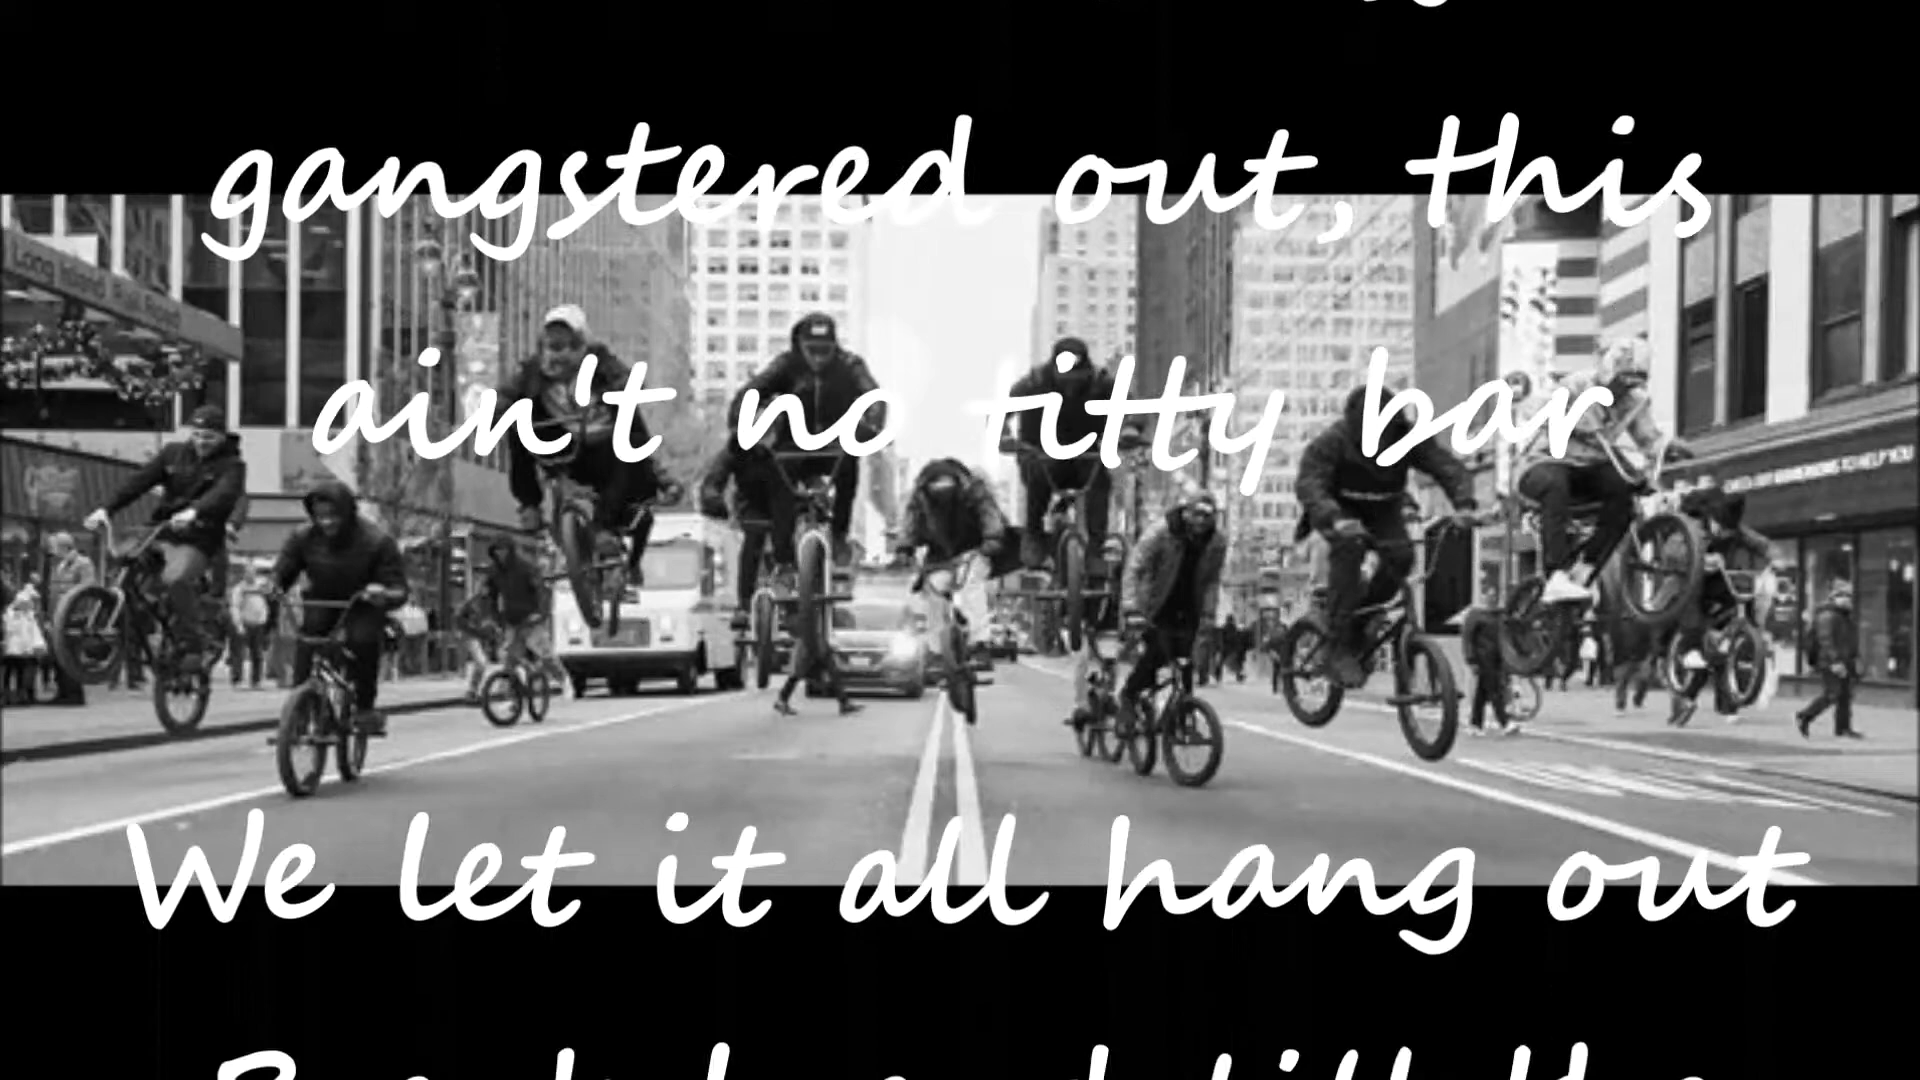 gangstered out, this
ain't no titty bar
We let it all hang out